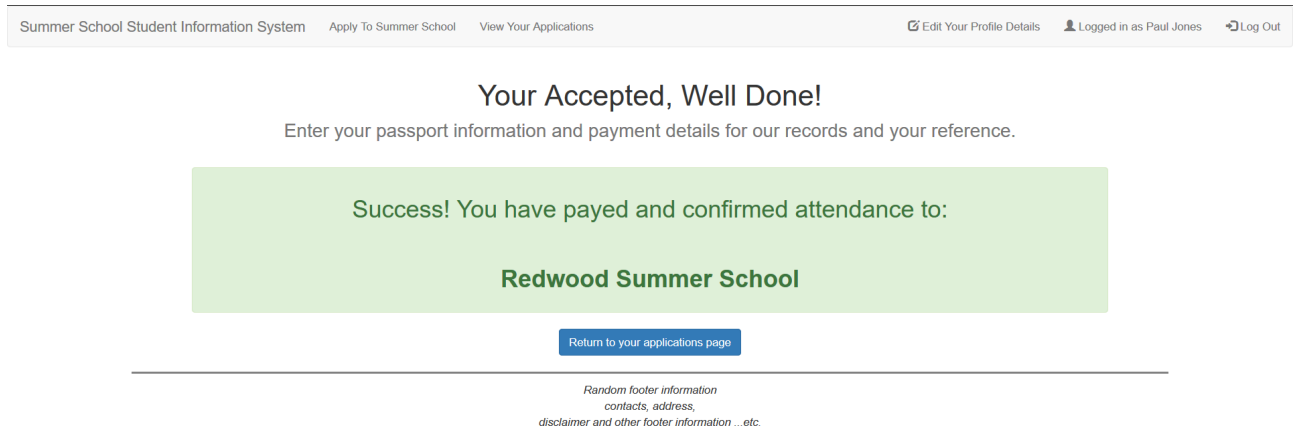 Summer School Student Information System Apply To Summer School View Your Applications Edit Your Profile Details Logged in as Paul Jones Log Out
Your Accepted, Well Done!
Enter your passport information and payment details for our records and your reference.
Success! You have payed and confirmed attendance to:
Redwood Summer School
Return to your applications page
Random footer information
contacts, address,
disclaimer and other footer information ...etc.